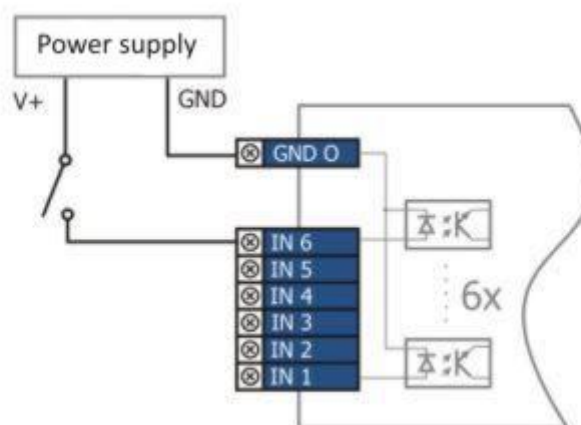 Power supply
V+
GND
GND O
IN 6
IN 5
IN 4
IN 3
IN 2
IN 1
6x